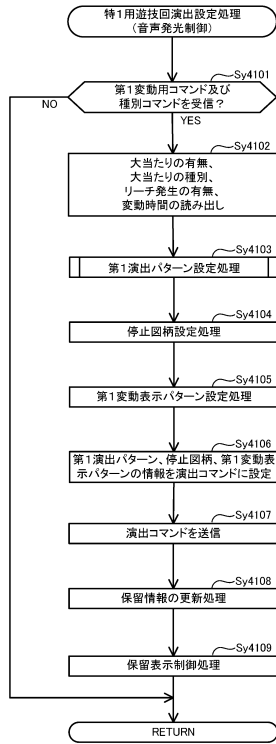 特1用遊技回演出設定処理
(音声発光制御)
Sy4101
第1変動用コマンド及び
種別コマンドを受信?
NO
YES
Sy4102
大当たりの有無、
大当たりの種別、
リーチ発生の有無、
変動時間の読み出し
Sy4103
第1演出パターン設定処理
Sy4104
停止図柄設定処理
Sy4105
第1変動表示パターン設定処理
Sy4106
第1演出パターン、停止図柄、第1変動表
示パターンの情報を演出コマンドに設定
Sy4107
演出コマンドを送信
Sy4108
保留情報の更新処理
Sy4109
保留表示制御処理
RETURN